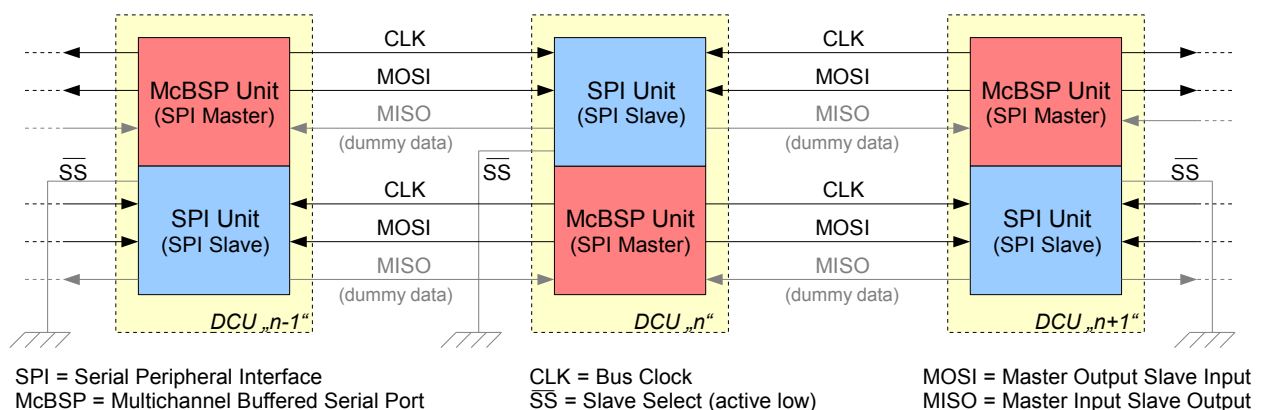 CLK CLK
McBSP Unit
(SPI Master)
MOSI
SPI Unit
(SPI Slave)
MOSI
McBSP Unit
(SPI Master)
MISO
(dummy data)
MISO
(dummy data)
SS
SS
SS
SPI Unit
(SPI Slave)
CLK
MOSI
McBSP Unit
(SPI Master)
CLK
MOSI
SPI Unit
(SPI Slave)
MISO
(dummy data)
MISO
(dummy data)
DCU „n-1“
DCU „n“
DCU „n+1“
SPI = Serial Peripheral Interface
McBSP = Multichannel Buffered Serial Port
CLK = Bus Clock
SS = Slave Select (active low)
MOSI = Master Output Slave Input
MISO = Master Input Slave Output